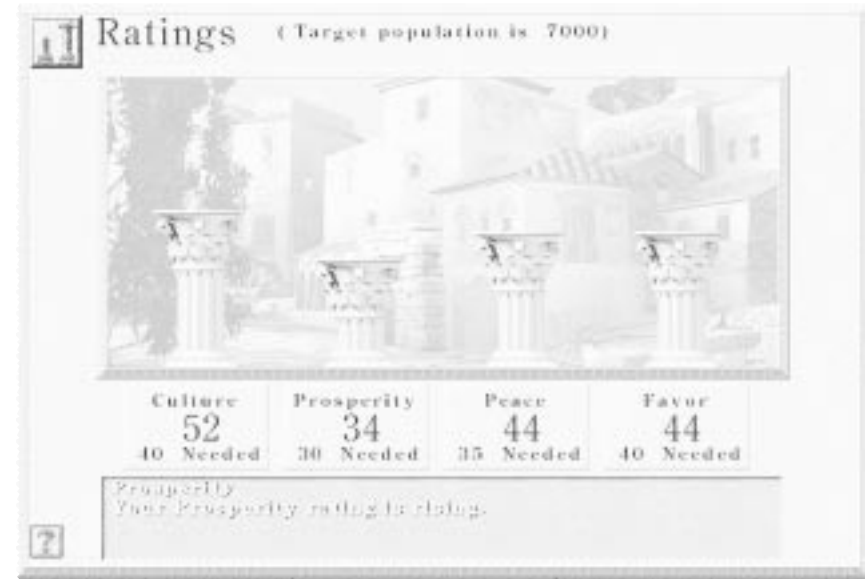 Ratings (Target population is 7000)
Culture Prosperity Peace Favor
52 34 44 44
40 Needed 30 Needed 35 Needed 40 Needed
Prosperity
Your Prosperity rating is rising.
?